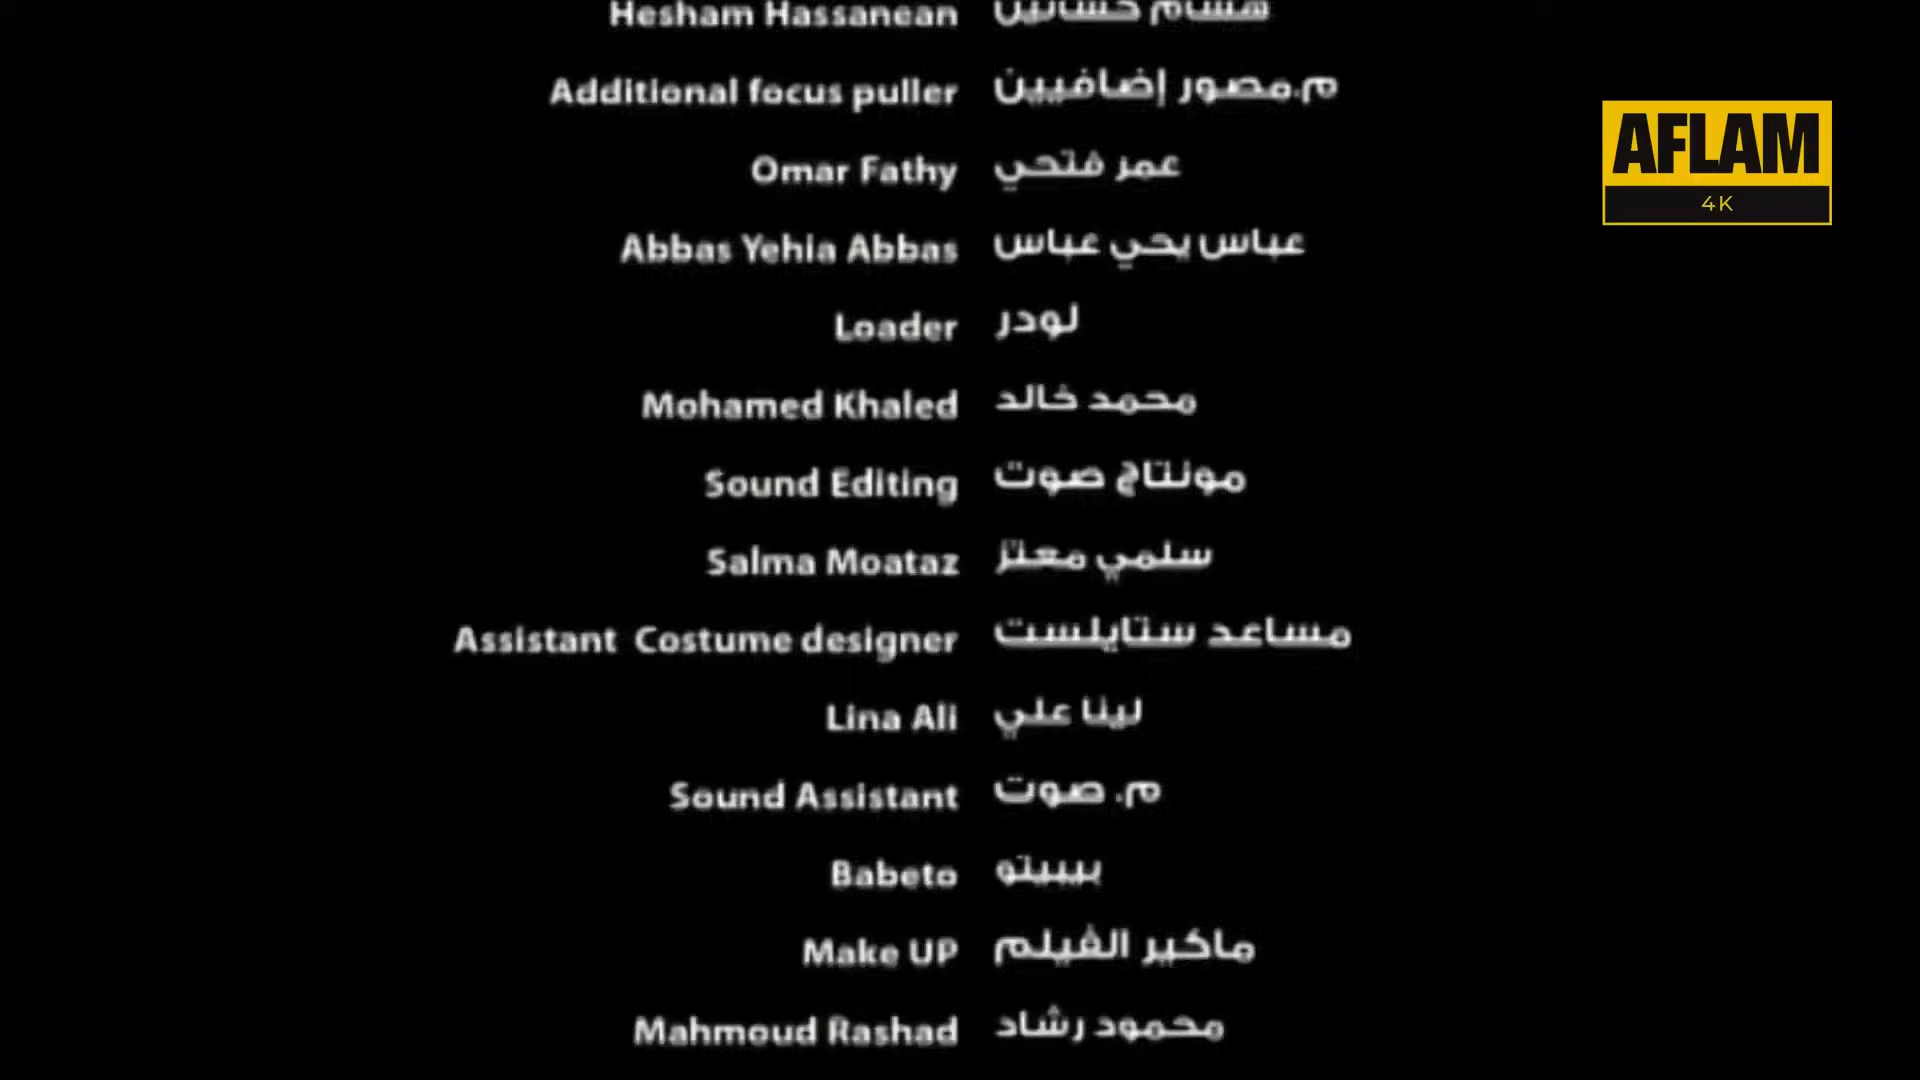 Hesham Hassanean هشام حسانين
Additional focus puller م.مصور إضافيين
Omar Fathy عمر فتحي
Abbas Yehia Abbas عباس يحي عباس
Loader لودر
Mohamed Khaled محمد خالد
Sound Editing مونتاج صوت
Salma Moataz سلمي معتز
Assistant Costume designer مساعد ستايلست
Lina Ali لينا علي
Sound Assistant م. صوت
Babeto بيبيتو
Make UP ماكير الفيلم
Mahmoud Rashad محمود رشاد
AFLAM
4K